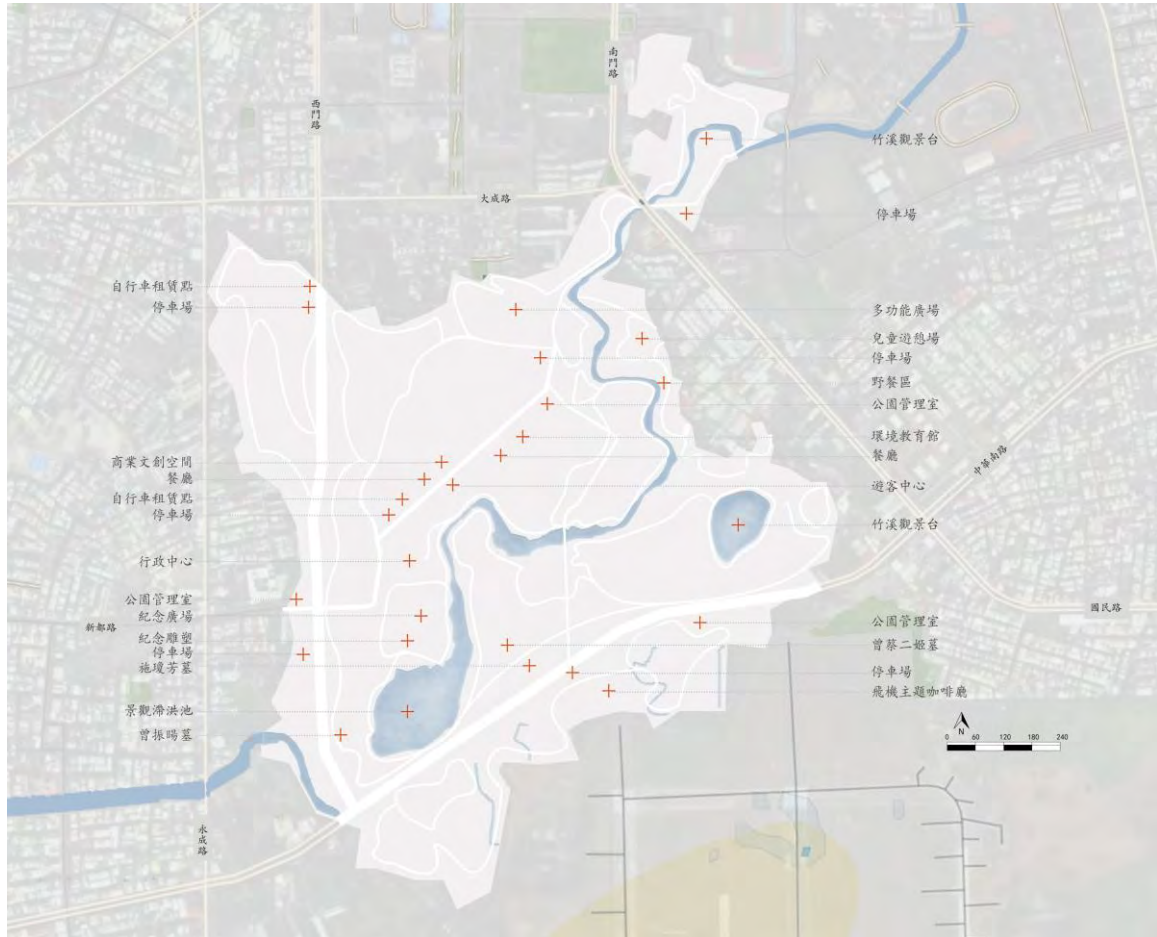 南門路
西門路
大成路
竹溪觀景台
停車場
自行車租賃點
停車場
多功能廣場
兒童遊憩場
停車場
野餐區
公園管理室
環境教育館
餐廳
中華南路
商業文創空間
餐廳
自行車租賃點
停車場
遊客中心
竹溪觀景台
行政中心
公園管理室
紀念廣場
新都路
紀念雕塑
停車場
施瓊芳墓
國民路
公園管理室
曾蔡二姬墓
停車場
飛機主題咖啡廳
景觀滯洪池
曾振暘墓
N
0 60 120 180 240
永成路